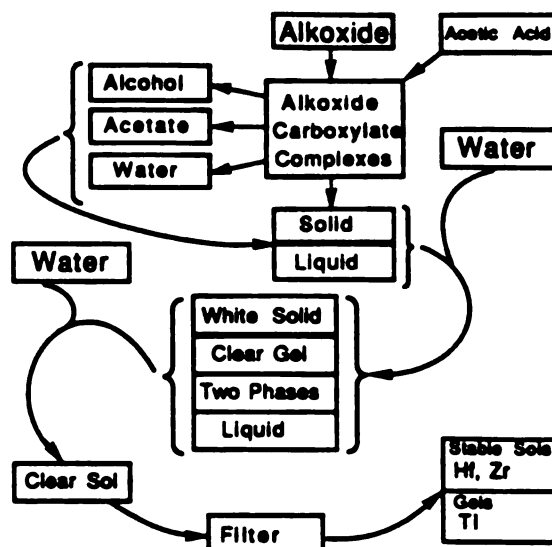 Alkoxide
Acetic Acid
Alcohol
Acetate
Water
Alkoxide
Carboxylate
Complexes
Water
Solid
Liquid
Water
White Solid
Clear Gel
Two Phases
Liquid
Clear Sol
Filter
Stable Sols
Hf, Zr
Gels
Ti